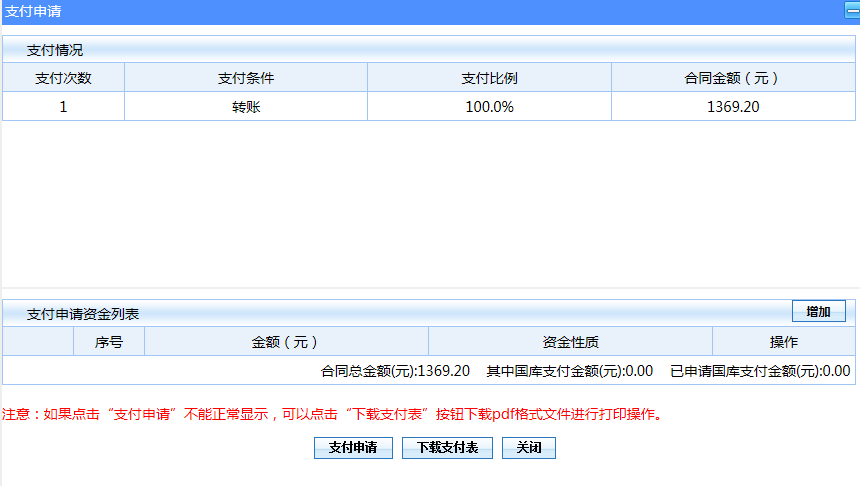 支付申请
支付情况
支付次数 支付条件 支付比例 合同金额（元）
1 转账 100.0% 1369.20
支付申请资金列表 增加
序号 金额（元） 资金性质 操作
合同总金额(元):1369.20 其中国库支付金额(元):0.00 已申请国库支付金额(元):0.00
注意：如果点击“支付申请”不能正常显示，可以点击“下载支付表”按钮下载pdf格式文件进行打印操作。
支付申请 下载支付表 关闭